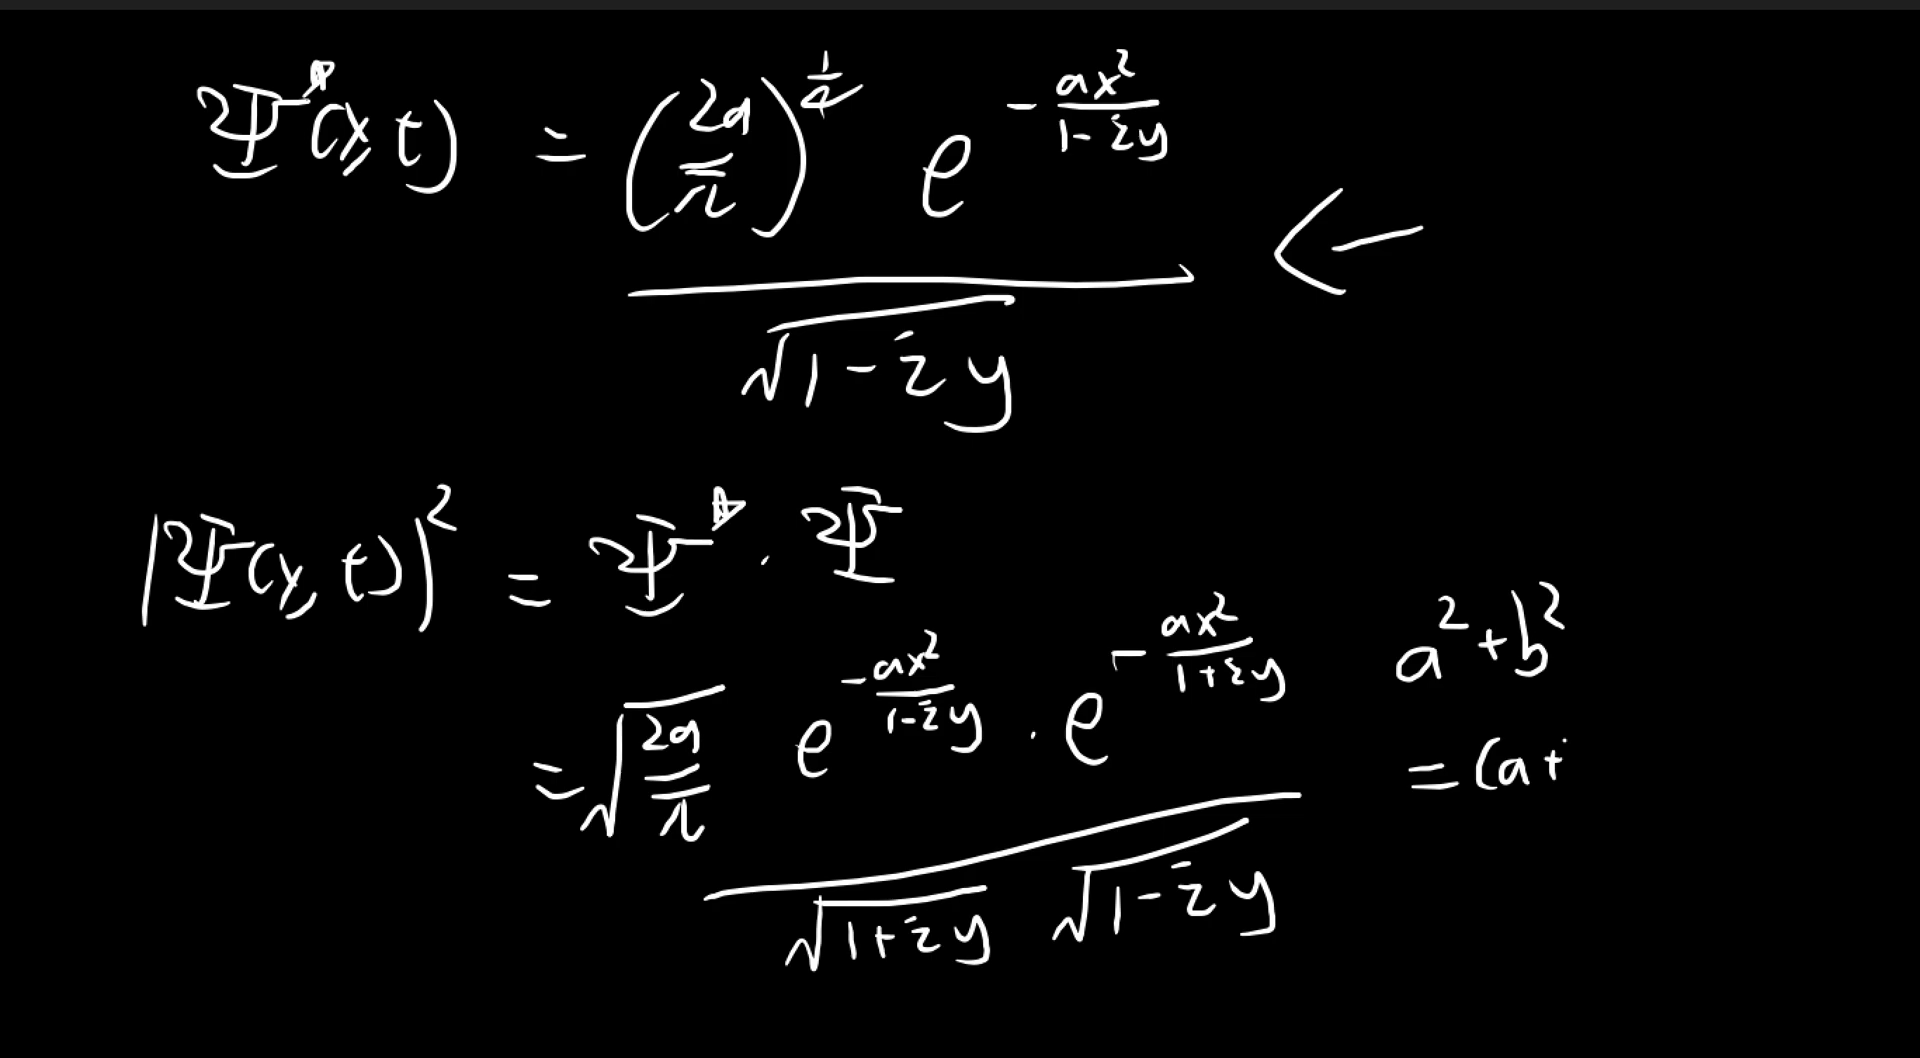 Ψ*(x,t) = (2a/π)^{1/4} e^{-ax²/(1-iy)} / √(1-iy) ←
|Ψ(x,t)|² = Ψ* · Ψ
= √(2a/π) e^{-ax²/(1-iy)} · e^{-ax²/(1+iy)} / √(1+iy) √(1-iy)
a² + b²
= (a+